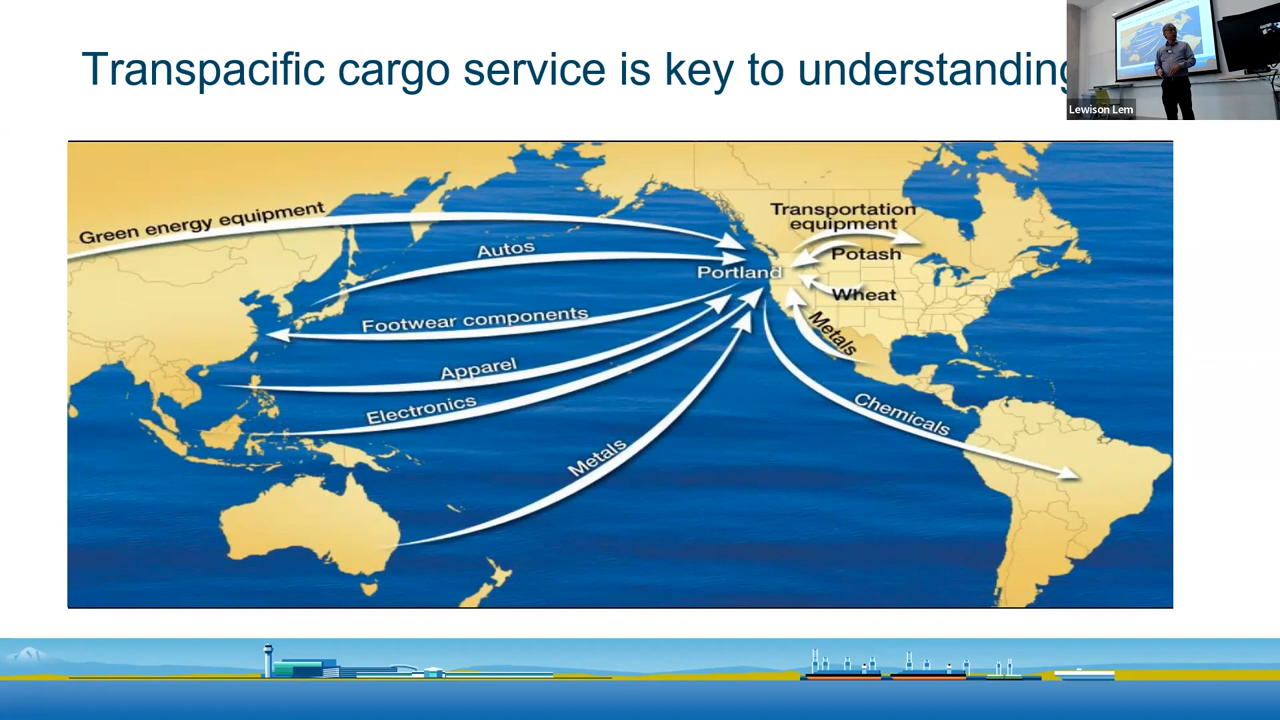 Transpacific cargo service is key to understanding
Lewison Lem
Green energy equipment
Transportation
equipment
Autos
Potash
Portland
Wheat
Footwear components
Metals
Apparel
Electronics
Chemicals
Metals